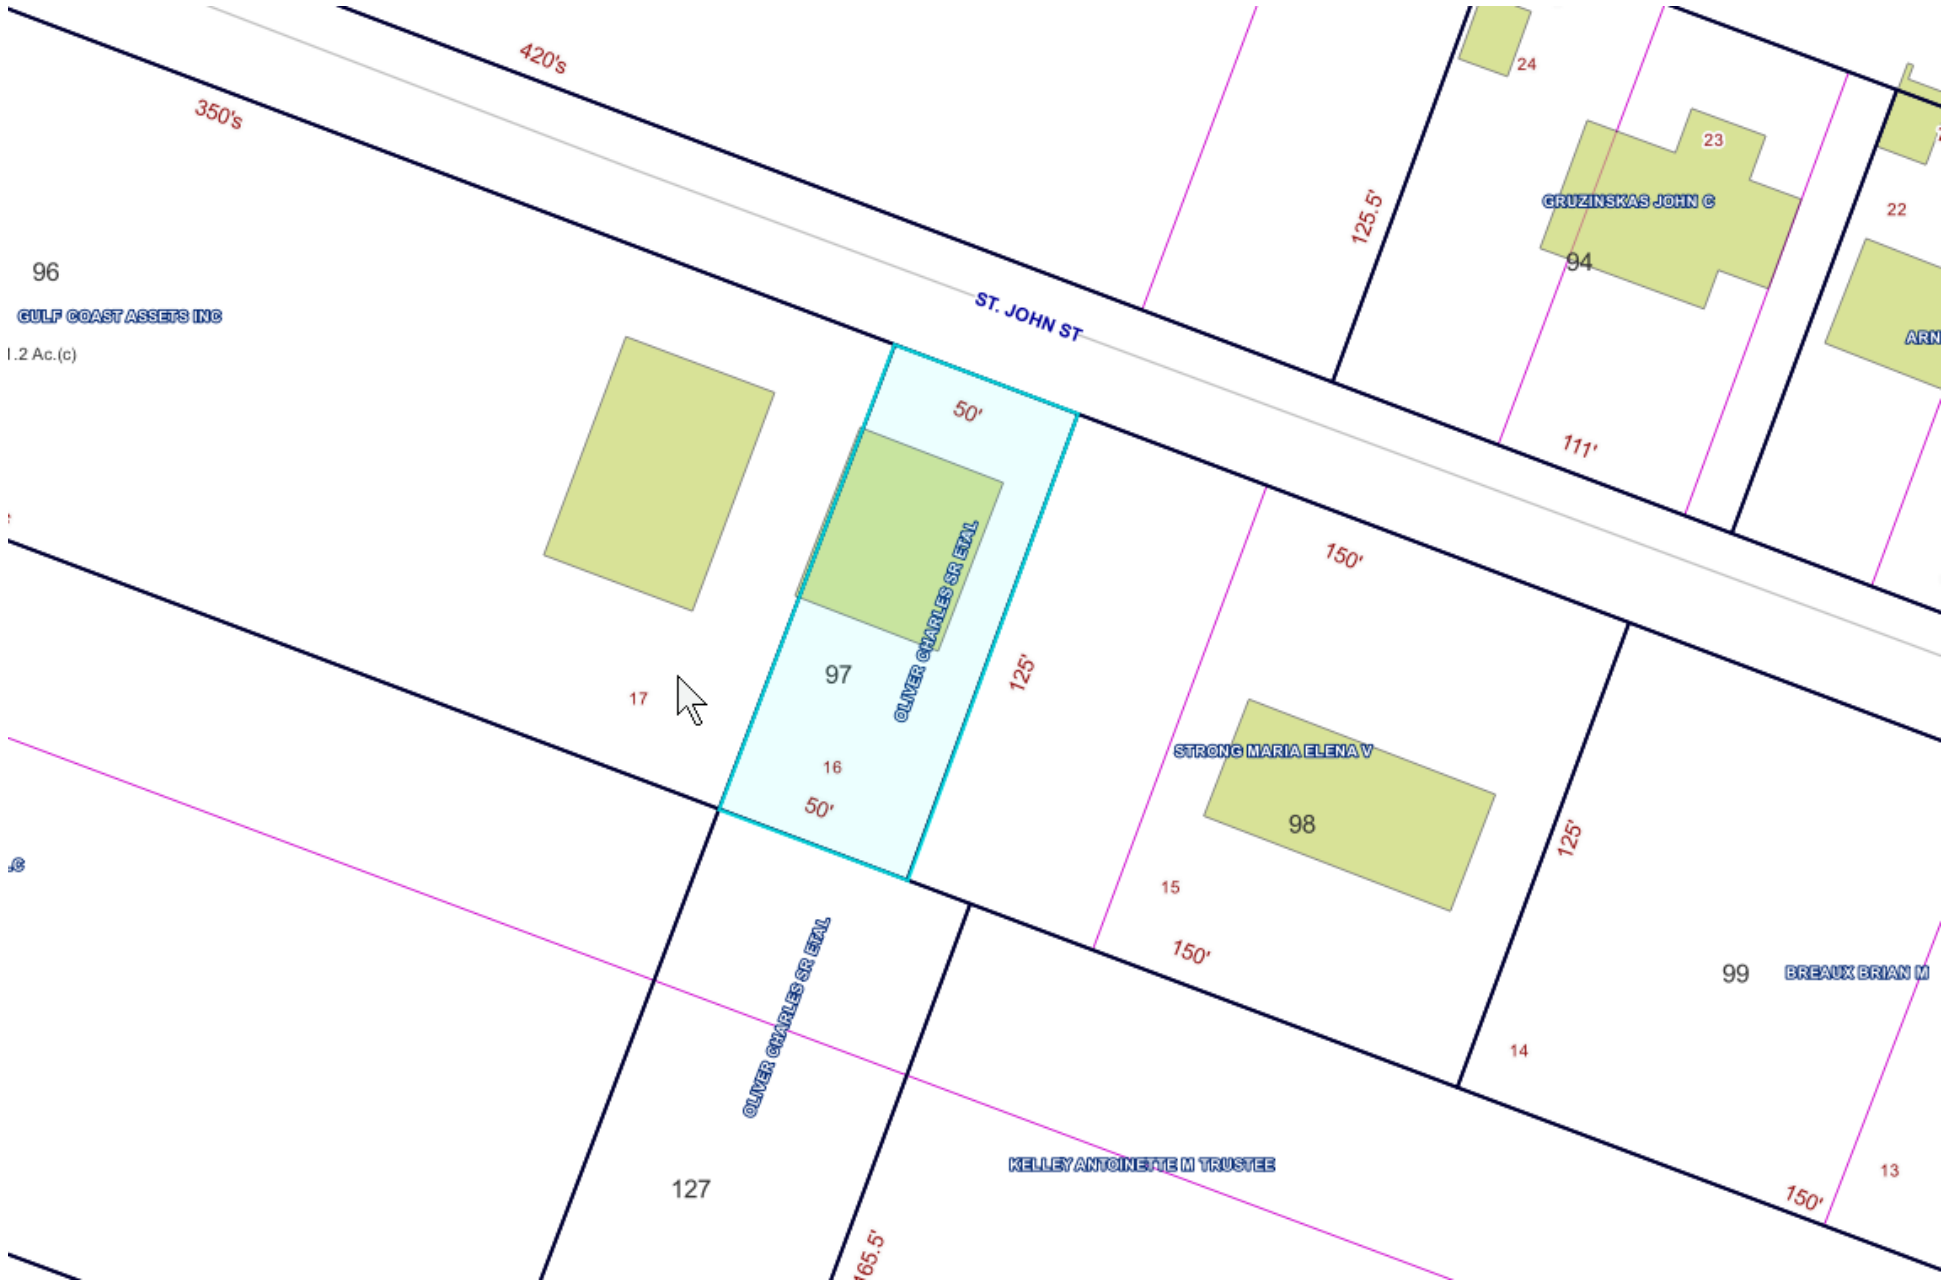 420's
24
350's
23
125.5'
GRUZINSKAS JOHN C
22
94
96
ST. JOHN ST
GULF COAST ASSETS INC
ARN
.2 Ac.(c)
50'
111'
150'
OLIVER CHARLES SR ETAL
125'
97
17
STRONG MARIA ELENA V
16
50'
98
125'
15
150'
99
BREAUX BRIAN M
OLIVER CHARLES SR ETAL
14
KELLEY ANTOINETTE M TRUSTEE
13
127
150'
165.5'